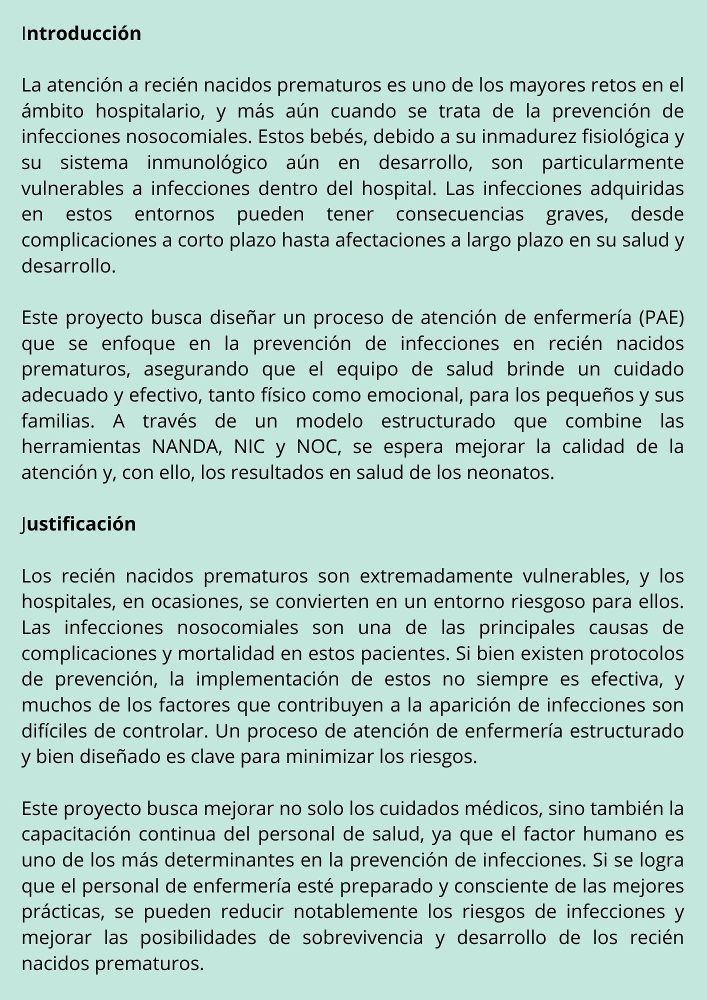 Introducción
La atención a recién nacidos prematuros es uno de los mayores retos en el
ámbito hospitalario, y más aún cuando se trata de la prevención de
infecciones nosocomiales. Estos bebés, debido a su inmadurez fisiológica y
su sistema inmunológico aún en desarrollo, son particularmente
vulnerables a infecciones dentro del hospital. Las infecciones adquiridas
en estos entornos pueden tener consecuencias graves, desde
complicaciones a corto plazo hasta afectaciones a largo plazo en su salud y
desarrollo.
Este proyecto busca diseñar un proceso de atención de enfermería (PAE)
que se enfoque en la prevención de infecciones en recién nacidos
prematuros, asegurando que el equipo de salud brinde un cuidado
adecuado y efectivo, tanto físico como emocional, para los pequeños y sus
familias. A través de un modelo estructurado que combine las
herramientas NANDA, NIC y NOC, se espera mejorar la calidad de la
atención y, con ello, los resultados en salud de los neonatos.
Justificación
Los recién nacidos prematuros son extremadamente vulnerables, y los
hospitales, en ocasiones, se convierten en un entorno riesgoso para ellos.
Las infecciones nosocomiales son una de las principales causas de
complicaciones y mortalidad en estos pacientes. Si bien existen protocolos
de prevención, la implementación de estos no siempre es efectiva, y
muchos de los factores que contribuyen a la aparición de infecciones son
difíciles de controlar. Un proceso de atención de enfermería estructurado
y bien diseñado es clave para minimizar los riesgos.
Este proyecto busca mejorar no solo los cuidados médicos, sino también la
capacitación continua del personal de salud, ya que el factor humano es
uno de los más determinantes en la prevención de infecciones. Si se logra
que el personal de enfermería esté preparado y consciente de las mejores
prácticas, se pueden reducir notablemente los riesgos de infecciones y
mejorar las posibilidades de sobrevivencia y desarrollo de los recién
nacidos prematuros.